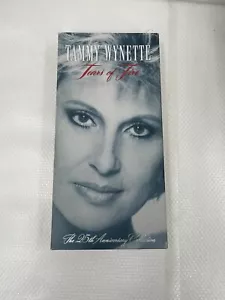 TAMMY WYNETTE
Tears of Fire
The 25th Anniversary Collection